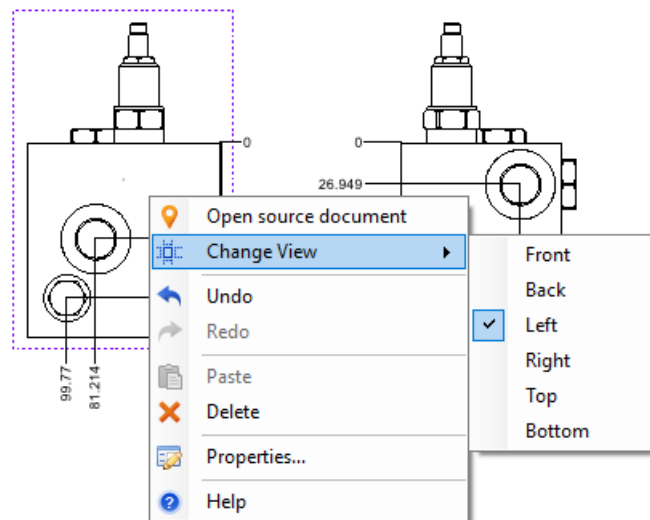 0
0
26.949
99.77
81.214
Open source document
Change View
Undo
Redo
Paste
Delete
Properties...
Help
Front
Back
Left
Right
Top
Bottom